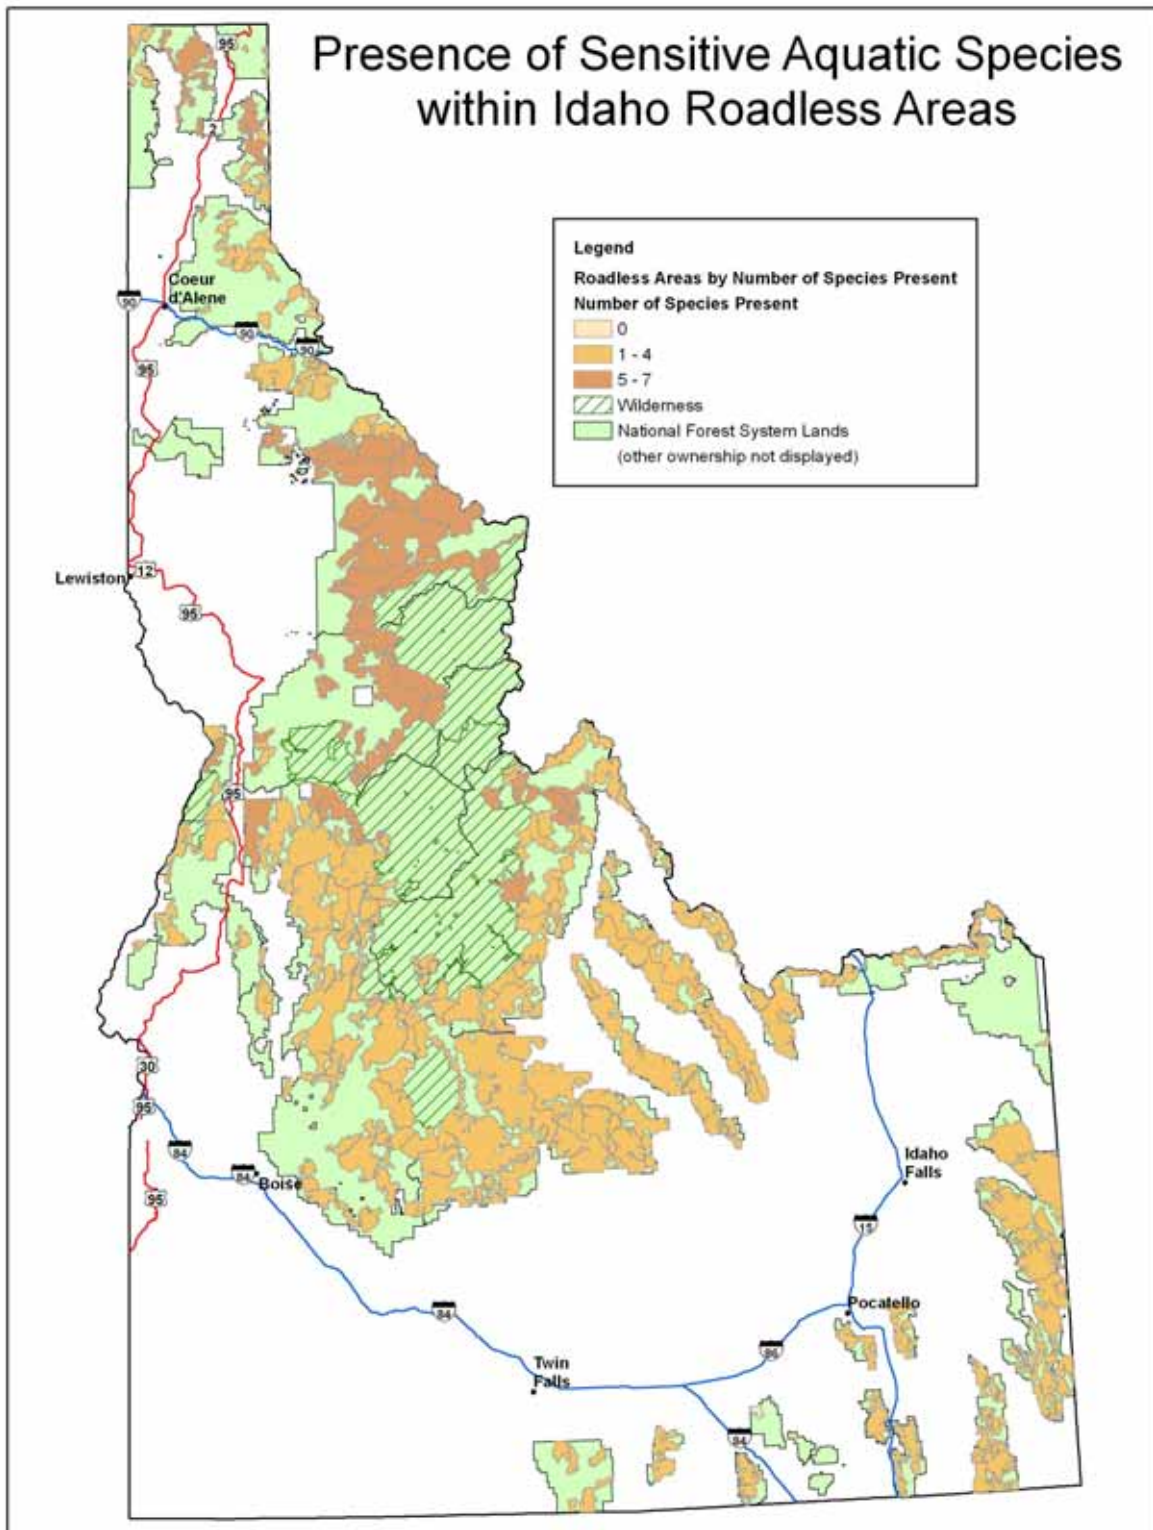 Presence of Sensitive Aquatic Species
within Idaho Roadless Areas
95
2
Legend
Roadless Areas by Number of Species Present
Number of Species Present
0
1 - 4
5 - 7
Wilderness
National Forest System Lands
(other ownership not displayed)
Coeur
d'Alene
90
90
90
95
Lewiston
12
95
95
30
95
84
84
Boise
95
Idaho
Falls
15
84
Pocatello
86
Twin
Falls
84